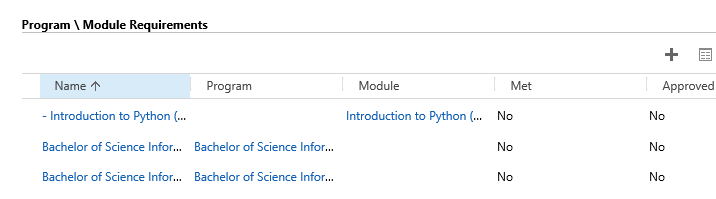 Program \ Module Requirements
Name ↑ Program Module Met Approved
- Introduction to Python (... Introduction to Python (... No No
Bachelor of Science Infor... Bachelor of Science Infor... No No
Bachelor of Science Infor... Bachelor of Science Infor... No No